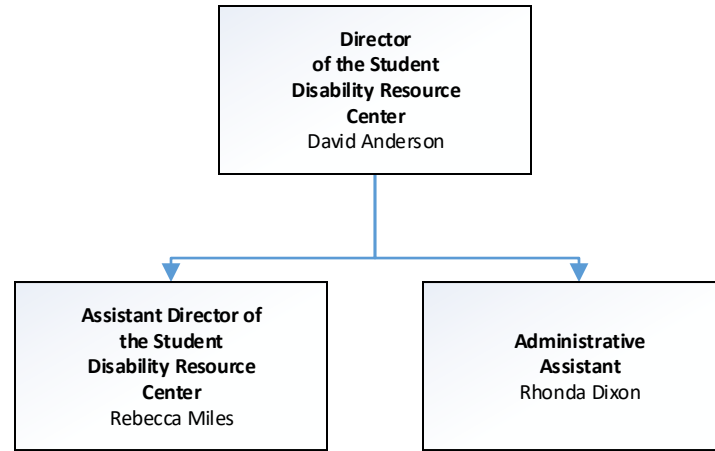 Director
of the Student
Disability Resource
Center
David Anderson
Assistant Director of
the Student
Disability Resource
Center
Rebecca Miles
Administrative
Assistant
Rhonda Dixon